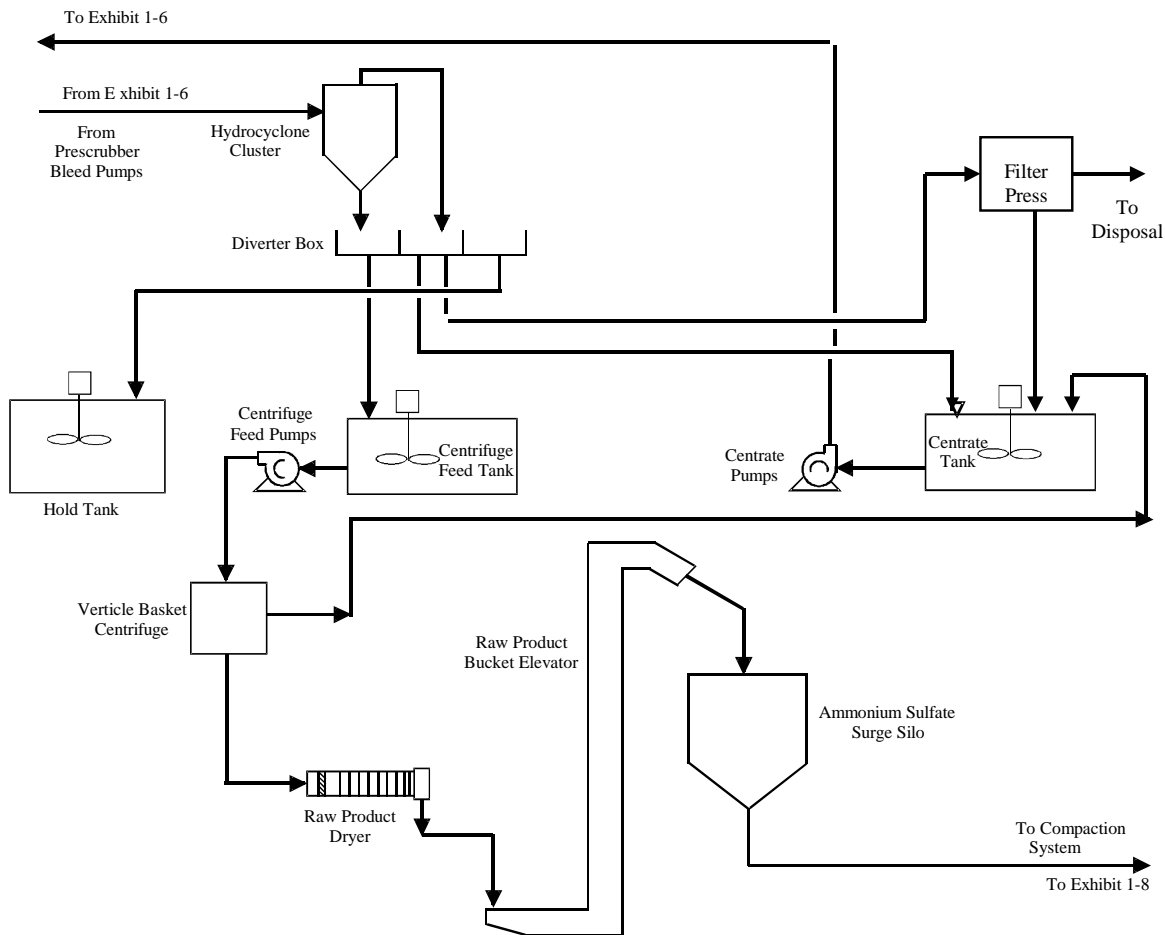 To Exhibit 1-6
From E xhibit 1-6
From
Prescrubber
Bleed Pumps
Hydrocyclone
Cluster
Filter
Press
To
Disposal
Diverter Box
Centrifuge
Feed Pumps
Centrifuge
Feed Tank
Centrate
Pumps
Centrate
Tank
Hold Tank
Verticle Basket
Centrifuge
Raw Product
Bucket Elevator
Ammonium Sulfate
Surge Silo
Raw Product
Dryer
To Compaction
System
To Exhibit 1-8